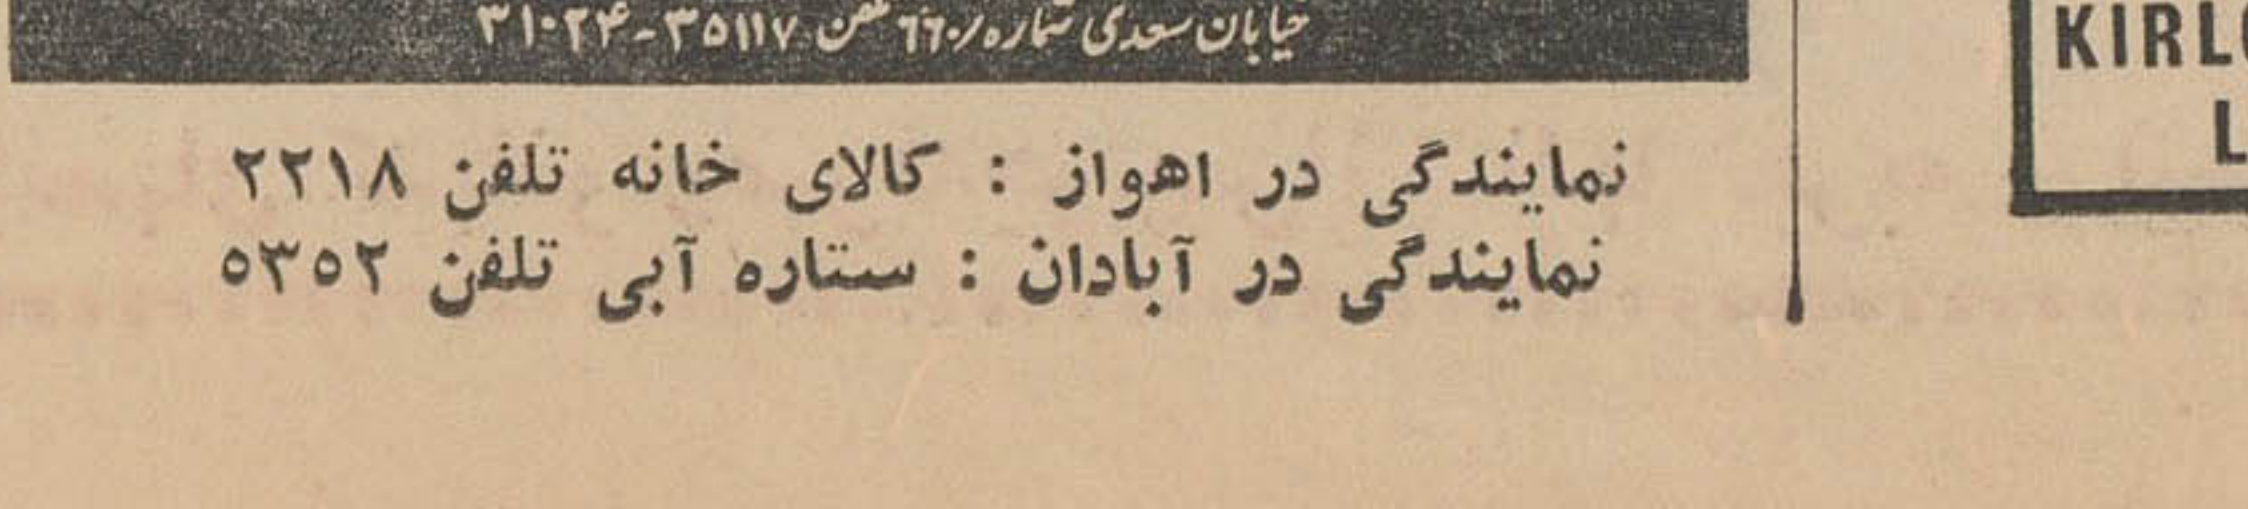 خیابان سعدی شماره ٦٦٠ تلفن ۳۵۱۱۷-۳۱۰۲۴
نمایندگی در اهواز : کالای خانه تلفن ۲۲۱۸
نمایندگی در آبادان : ستاره آبی تلفن ۵۳۵۲
KIRL
L